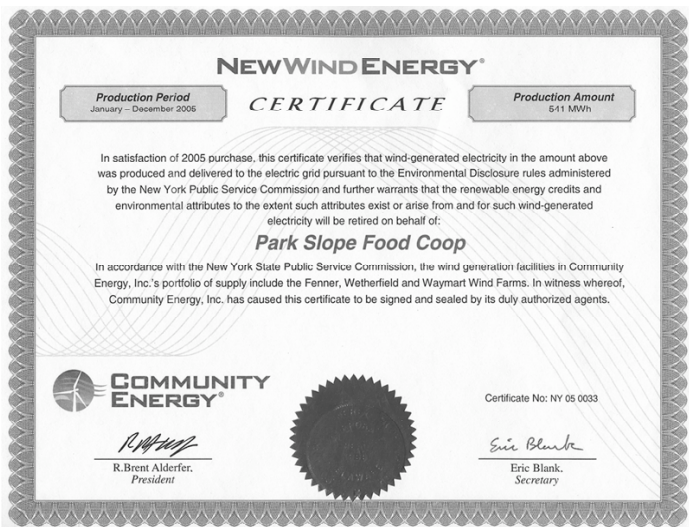 NEWWINDENERGY®
Production Period
January – December 2005
CERTIFICATE
Production Amount
541 MWh
In satisfaction of 2005 purchase, this certificate verifies that wind-generated electricity in the amount above
was produced and delivered to the electric grid pursuant to the Environmental Disclosure rules administered
by the New York Public Service Commission and further warrants that the renewable energy credits and
environmental attributes to the extent such attributes exist or arise from and for such wind-generated
electricity will be retired on behalf of:
Park Slope Food Coop
In accordance with the New York State Public Service Commission, the wind generation facilities in Community
Energy, Inc.'s portfolio of supply include the Fenner, Wetherfield and Waymart Wind Farms. In witness whereof,
Community Energy, Inc. has caused this certificate to be signed and sealed by its duly authorized agents.
COMMUNITY
ENERGY®
Certificate No: NY 05 0033
Eric Blank
R.Brent Alderfer.
President
Eric Blank.
Secretary